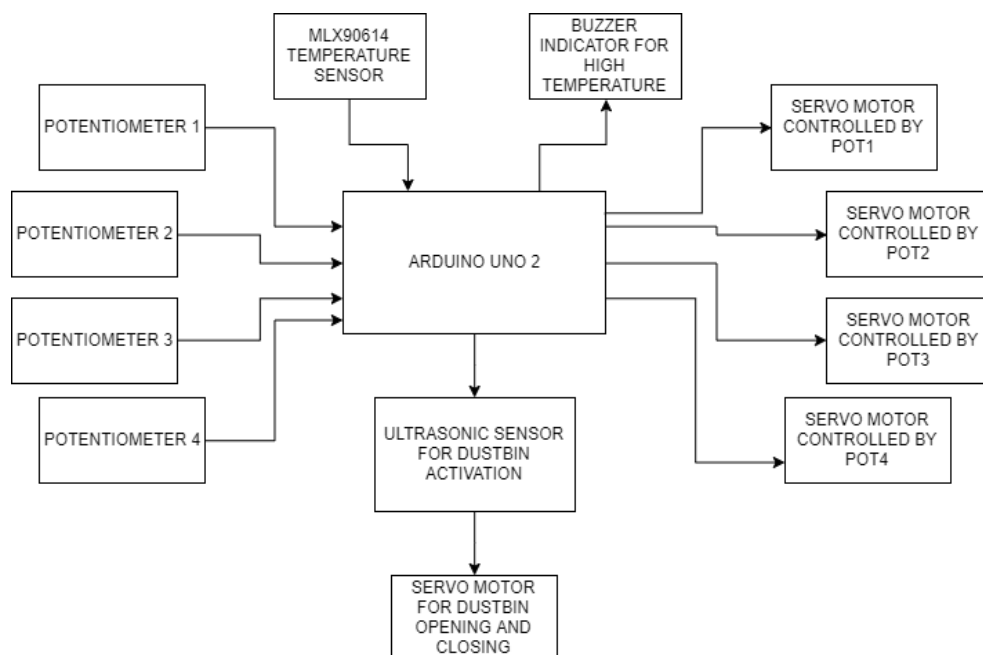 MLX90614
TEMPERATURE
SENSOR
BUZZER
INDICATOR FOR
HIGH
TEMPERATURE
POTENTIOMETER 1
SERVO MOTOR
CONTROLLED BY
POT1
POTENTIOMETER 2
ARDUINO UNO 2
SERVO MOTOR
CONTROLLED BY
POT2
POTENTIOMETER 3
SERVO MOTOR
CONTROLLED BY
POT3
POTENTIOMETER 4
ULTRASONIC SENSOR
FOR DUSTBIN
ACTIVATION
SERVO MOTOR
CONTROLLED BY
POT4
SERVO MOTOR
FOR DUSTBIN
OPENING AND
CLOSING